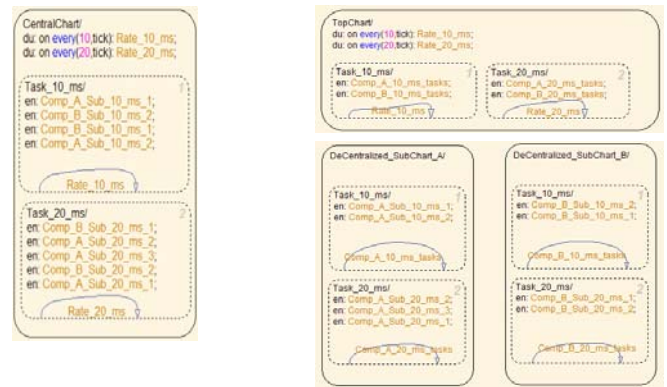 CentralChart/
du: on every(10,tick): Rate_10_ms;
du: on every(20,tick): Rate_20_ms;
Task_10_ms/
1
en: Comp_A_Sub_10_ms_1;
en: Comp_B_Sub_10_ms_2;
en: Comp_B_Sub_10_ms_1;
en: Comp_A_Sub_10_ms_2;
Rate_10_ms
Task_20_ms/
2
en: Comp_B_Sub_20_ms_1;
en: Comp_A_Sub_20_ms_2;
en: Comp_A_Sub_20_ms_3;
en: Comp_B_Sub_20_ms_2;
en: Comp_A_Sub_20_ms_1;
Rate_20_ms
TopChart/
du: on every(10,tick): Rate_10_ms;
du: on every(20,tick): Rate_20_ms;
Task_10_ms/
1
en: Comp_A_10_ms_tasks;
en: Comp_B_10_ms_tasks;
Rate_10_ms
Task_20_ms/
2
en: Comp_A_20_ms_tasks;
en: Comp_B_20_ms_tasks;
Rate_20_ms
DeCentralized_SubChart_A/
Task_10_ms/
1
en: Comp_A_Sub_10_ms_1;
en: Comp_A_Sub_10_ms_2;
Comp_A_10_ms_tasks
Task_20_ms/
2
en: Comp_A_Sub_20_ms_2;
en: Comp_A_Sub_20_ms_3;
en: Comp_A_Sub_20_ms_1;
Comp_A_20_ms_tasks
DeCentralized_SubChart_B/
Task_10_ms/
1
en: Comp_B_Sub_10_ms_2;
en: Comp_B_Sub_10_ms_1;
Comp_B_10_ms_tasks
Task_20_ms/
2
en: Comp_B_Sub_20_ms_1;
en: Comp_B_Sub_20_ms_2;
Comp_B_20_ms_tasks